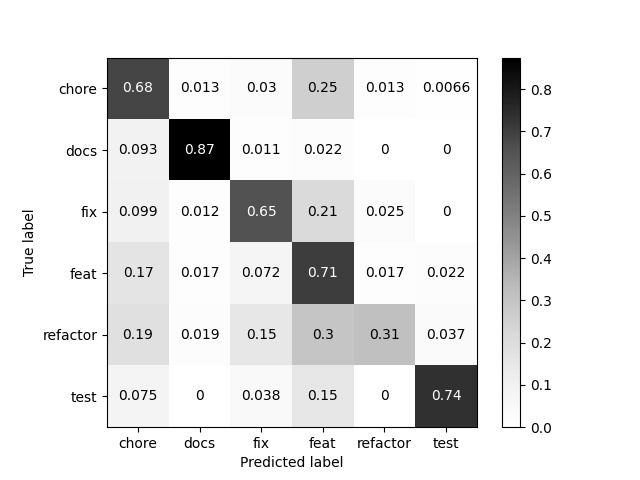 chore 0.68 0.013 0.03 0.25 0.013 0.0066
docs 0.093 0.87 0.011 0.022 0 0
fix 0.099 0.012 0.65 0.21 0.025 0
feat 0.17 0.017 0.072 0.71 0.017 0.022
refactor 0.19 0.019 0.15 0.3 0.31 0.037
test 0.075 0 0.038 0.15 0 0.74
chore docs fix feat refactor test
Predicted label
True label
0.8
0.7
0.6
0.5
0.4
0.3
0.2
0.1
0.0